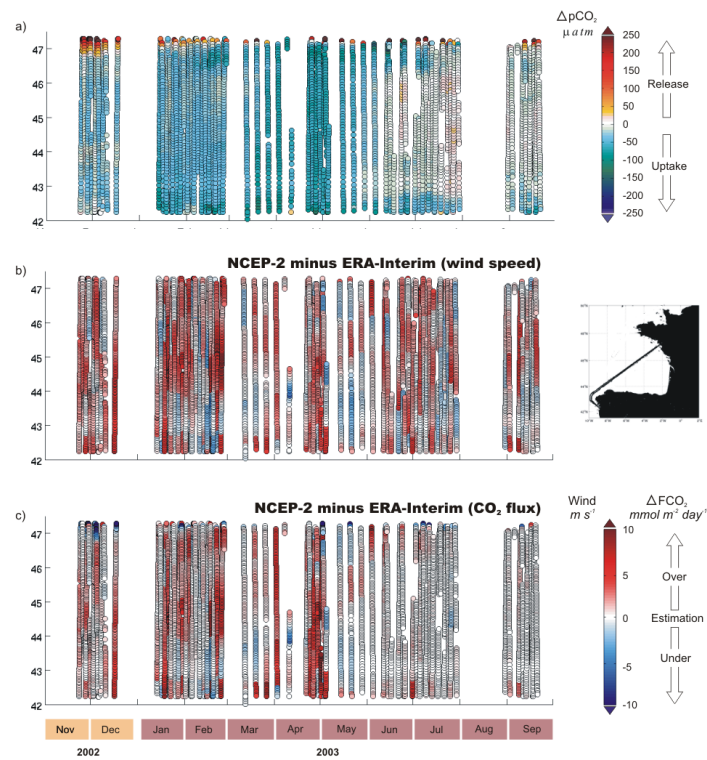 a)
△pCO₂
μ atm
47
46
45
44
43
42
250
200
150
100
50
0
-50
-100
-150
200
-250
Release
Uptake
NCEP-2 minus ERA-Interim (wind speed)
b)
47
46
45
44
43
42
NCEP-2 minus ERA-Interim (CO₂ flux)
c)
47
46
45
44
43
42
Wind
m s⁻¹
△FCO₂
mmol m⁻² day⁻¹
10
5
0
-5
-10
Over
Estimation
Under
Nov Dec Jan Feb Mar Apr May Jun Jul Aug Sep
2002 2003